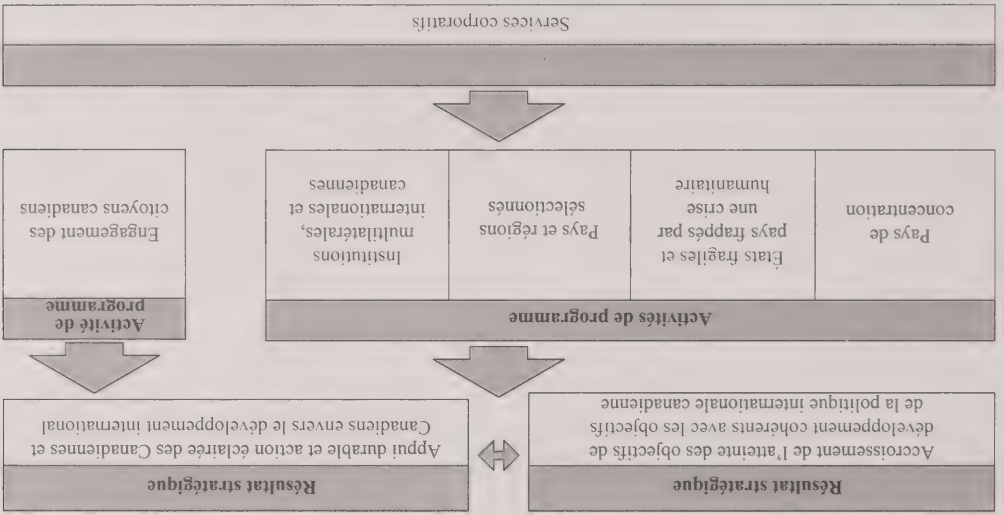 Résultat stratégique
Accroissement de l'atteinte des objectifs de
développement cohérents avec les objectifs
de la politique internationale canadienne
Résultat stratégique
Appui durable et action éclairée des Canadiennes et
Canadiens envers le développement international
Activités de programme
Pays de
concentration
États fragiles et
pays frappés par
une crise
humanitaire
Pays et régions
sélectionnés
Institutions
multilatérales,
internationales et
canadiennes
Activité de
programme
Engagement des
citoyens canadiens
Services corporatifs